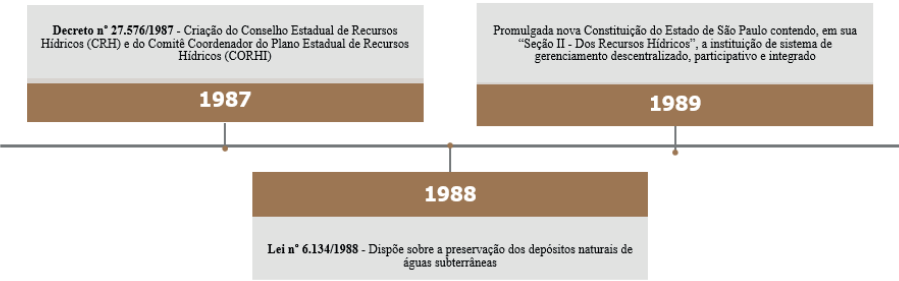 Decreto n° 27.576/1987 - Criação do Conselho Estadual de Recursos
Hídricos (CRH) e do Comitê Coordenador do Plano Estadual de Recursos
Hídricos (CORHI)
1987
Promulgada nova Constituição do Estado de São Paulo contendo, em sua
“Seção II - Dos Recursos Hídricos”, a instituição de sistema de
gerenciamento descentralizado, participativo e integrado
1989
1988
Lei n° 6.134/1988 - Dispõe sobre a preservação dos depósitos naturais de
águas subterrâneas